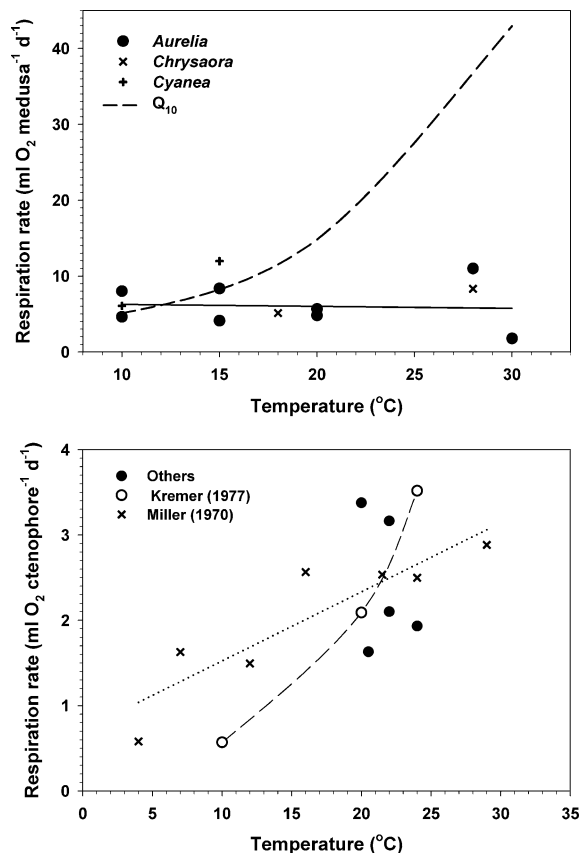 Respiration rate (ml O₂ medusa⁻¹ d⁻¹)
40
30
20
10
0
Aurelia
Chrysaora
Cyanea
Q₁₀
10
15
20
25
30
Temperature (°C)
Respiration rate (ml O₂ ctenophore⁻¹ d⁻¹)
4
3
2
1
0
Others
Kremer (1977)
Miller (1970)
0
5
10
15
20
25
30
35
Temperature (°C)